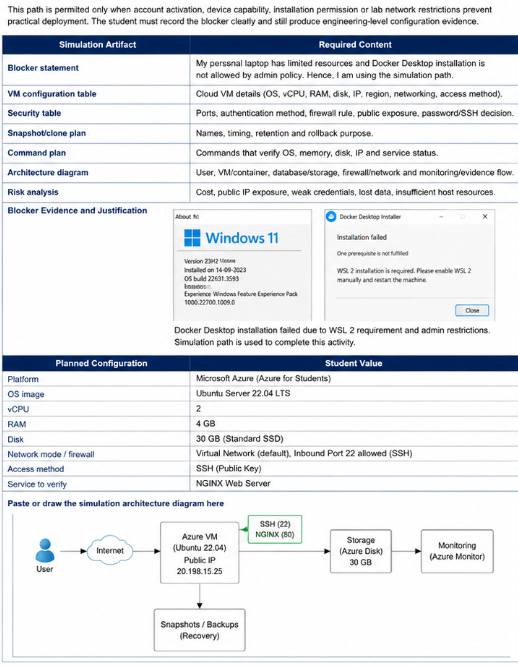 This path is permitted only when account activation, device capability, installation permission or lab network restrictions prevent
practical deployment. The student must record the blocker cleatly and still produce engineering-level configuration evidence.
Simulation Artifact
Required Content
Blocker statement
My persnal laptop has limited resources and Docker Desktop installation is
not allowed by admin policy. Hence, I am using the simulation path.
VM configuration table
Cloud VM details (OS, vCPU, RAM, disk, IP, region, networking, access method).
Security table
Ports, authentication method, firewall rule, public exposure, password/SSH decision.
Snapshot/clone plan
Names, timing, retention and rollback purpose.
Command plan
Commands that verify OS, memory, disk, IP and service status.
Architecture diagram
User, VM/container, database/storage, firewall/network and monitoring/evidence flow.
Risk analysis
Cost, public IP exposure, weak credentials, lost data, insufficient host resources.
Blocker Evidence and Justification
About
Windows 11
Version 23H2
Installed on 14-09-2023
OS build 22631.3593
Experience Windows Feature Experience Pack
1000.22700.1009.0
Docker Desktop Installer
Installation failed
One prerequisite is not fulfilled
WSL 2 installation is required. Please enable WSL 2
manually and restart the machine.
Close
Docker Desktop installation failed due to WSL 2 requirement and admin restrictions.
Simulation path is used to complete this activity.
Planned Configuration
Student Value
Platform
Microsoft Azure (Azure for Students)
OS image
Ubuntu Server 22.04 LTS
vCPU
2
RAM
4 GB
Disk
30 GB (Standard SSD)
Network mode / firewall
Virtual Network (default), Inbound Port 22 allowed (SSH)
Access method
SSH (Public Key)
Service to verify
NGINX Web Server
Paste or draw the simulation architecture diagram here
User
Internet
Azure VM
(Ubuntu 22.04)
Public IP
20.198.15.25
SSH (22)
NGINX (80)
Storage
(Azure Disk)
30 GB
Monitoring
(Azure Monitor)
Snapshots / Backups
(Recovery)